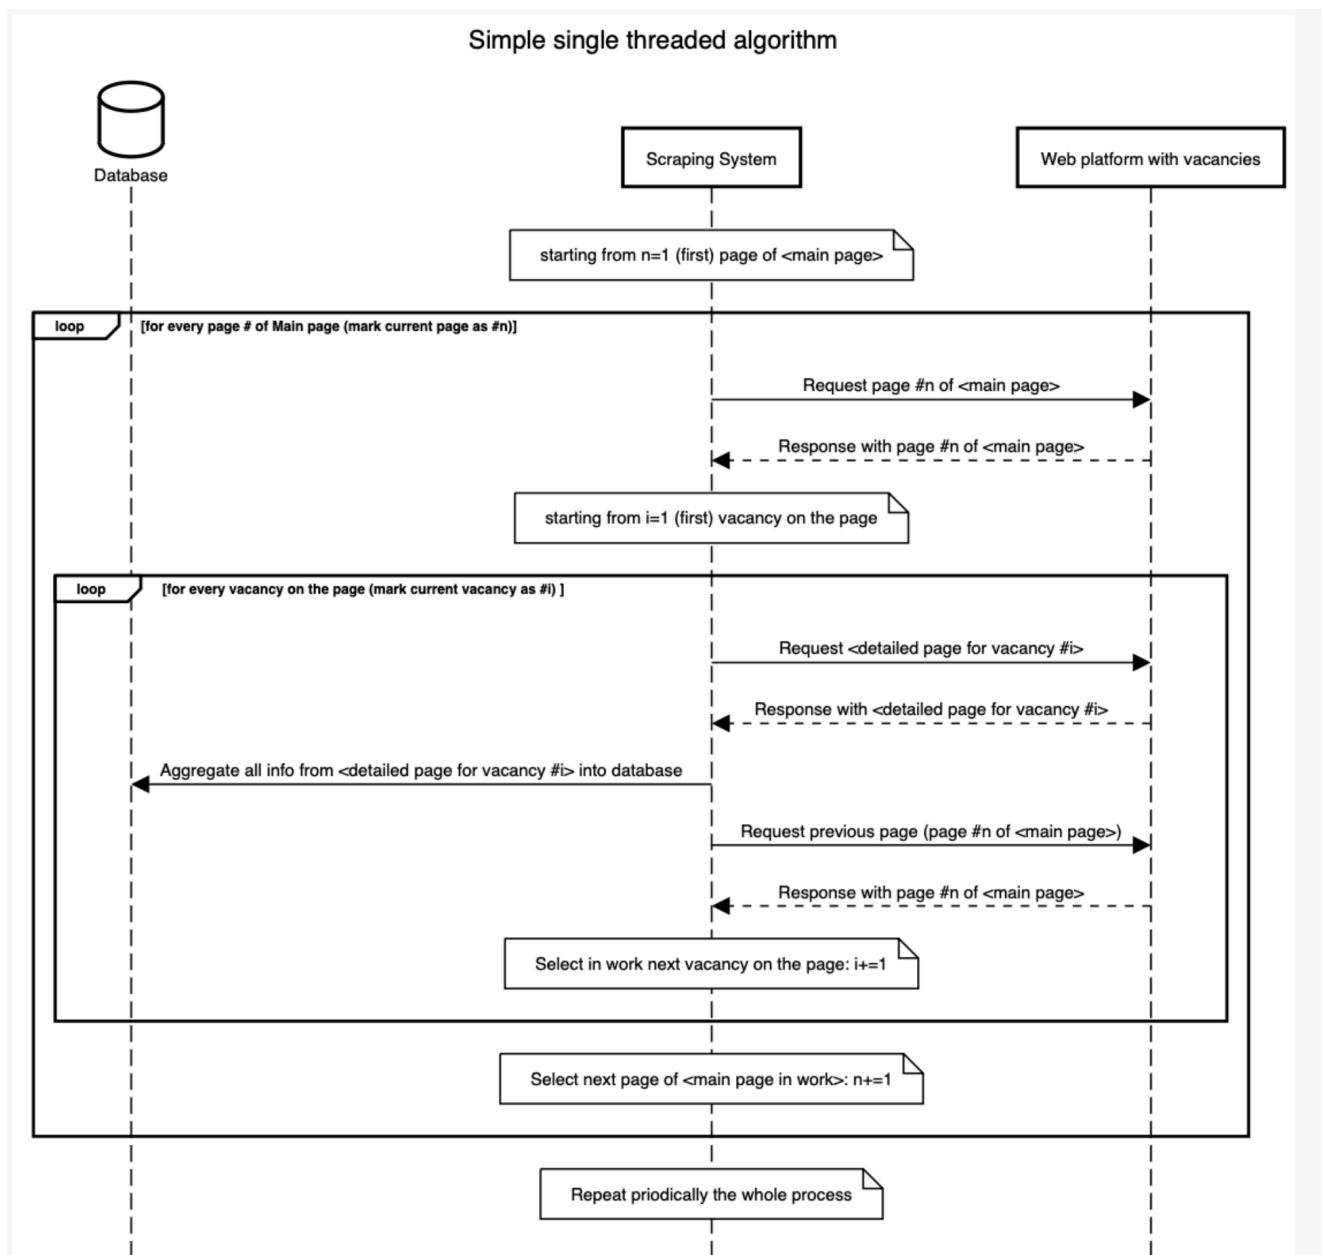 Simple single threaded algorithm
Database
Scraping System
Web platform with vacancies
starting from n=1 (first) page of <main page>
loop
[for every page # of Main page (mark current page as #n)]
Request page #n of <main page>
Response with page #n of <main page>
starting from i=1 (first) vacancy on the page
loop
[for every vacancy on the page (mark current vacancy as #i) ]
Request <detailed page for vacancy #i>
Response with <detailed page for vacancy #i>
Aggregate all info from <detailed page for vacancy #i> into database
Request previous page (page #n of <main page>)
Response with page #n of <main page>
Select in work next vacancy on the page: i+=1
Select next page of <main page in work>: n+=1
Repeat priodically the whole process